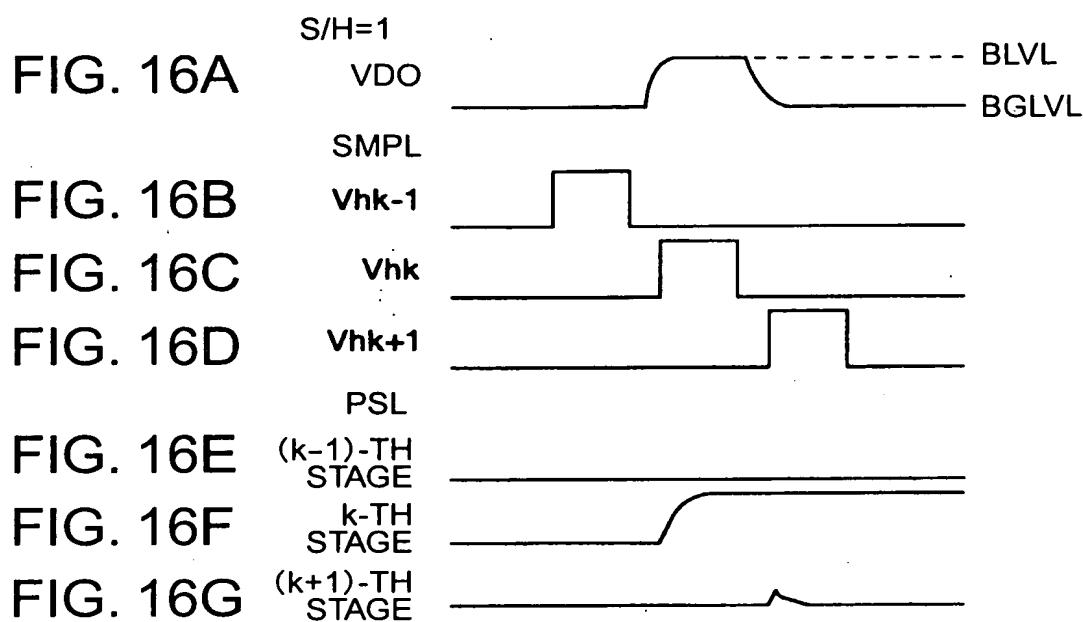 S/H=1
FIG. 16A VDO BLVL
BGLVL
SMPL
FIG. 16B Vhk-1
FIG. 16C Vhk
FIG. 16D Vhk+1
PSL
FIG. 16E (k-1)-TH
STAGE
FIG. 16F k-TH
STAGE
FIG. 16G (k+1)-TH
STAGE